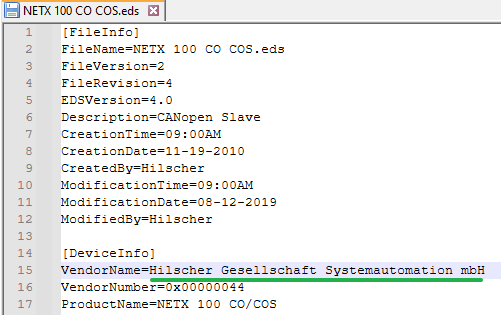 NETX 100 CO COS.eds
1 [FileInfo]
2 FileName=NETX 100 CO COS.eds
3 FileVersion=2
4 FileRevision=4
5 EDSVersion=4.0
6 Description=CANopen Slave
7 CreationTime=09:00AM
8 CreationDate=11-19-2010
9 CreatedBy=Hilscher
10 ModificationTime=09:00AM
11 ModificationDate=08-12-2019
12 ModifiedBy=Hilscher
13
14 [DeviceInfo]
15 VendorName=Hilscher Gesellschaft Systemautomation mbH
16 VendorNumber=0x00000044
17 ProductName=NETX 100 CO/COS